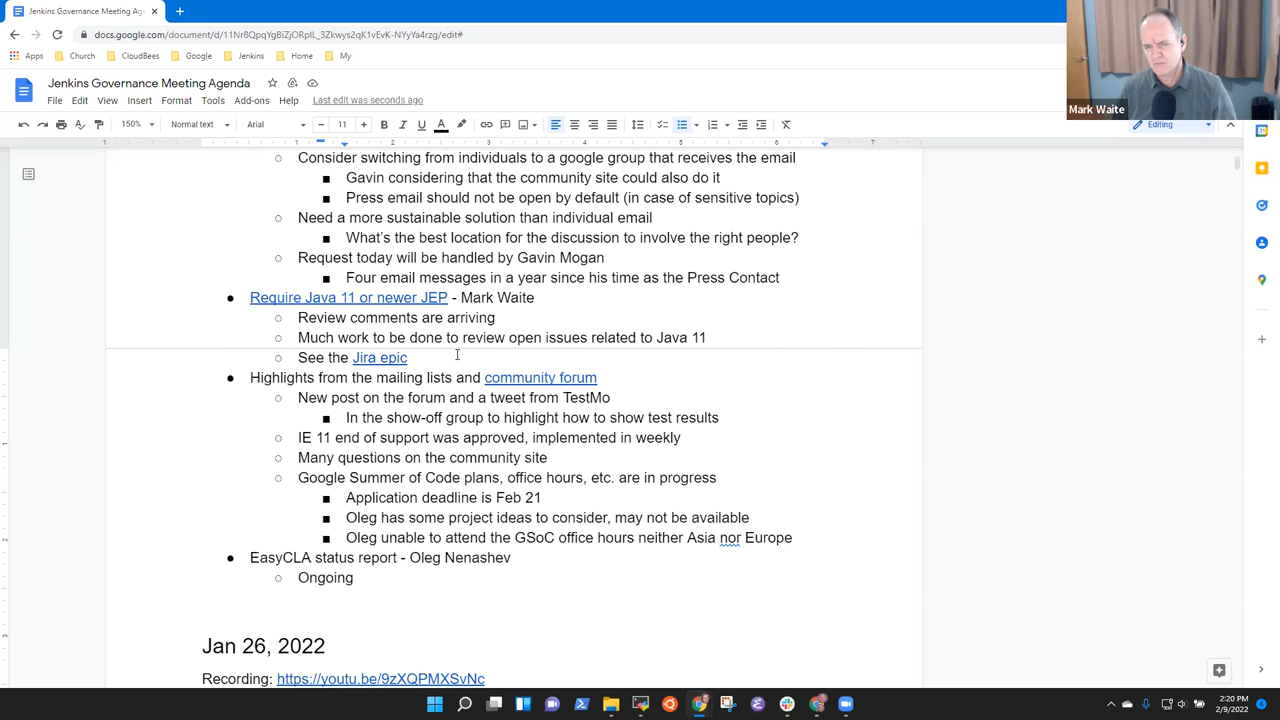 Jenkins Governance Meeting Ag
docs.google.com/document/d/11Nr8QpqYgBiZjORpIL_3Zkwys2qK1vEvK-NYyYa4rzg/edit#
Apps Church CloudBees Google Jenkins Home My
Jenkins Governance Meeting Agenda
File Edit View Insert Format Tools Add-ons Help Last edit was seconds ago
150% Normal text Arial 11 Editing
Mark Waite
1 1 2 3 4 5 6 7
○ Consider switching from individuals to a google group that receives the email
■ Gavin considering that the community site could also do it
■ Press email should not be open by default (in case of sensitive topics)
○ Need a more sustainable solution than individual email
■ What's the best location for the discussion to involve the right people?
○ Request today will be handled by Gavin Mogan
■ Four email messages in a year since his time as the Press Contact
● Require Java 11 or newer JEP - Mark Waite
○ Review comments are arriving
○ Much work to be done to review open issues related to Java 11
○ See the Jira epic
● Highlights from the mailing lists and community forum
○ New post on the forum and a tweet from TestMo
■ In the show-off group to highlight how to show test results
○ IE 11 end of support was approved, implemented in weekly
○ Many questions on the community site
○ Google Summer of Code plans, office hours, etc. are in progress
■ Application deadline is Feb 21
■ Oleg has some project ideas to consider, may not be available
■ Oleg unable to attend the GSoC office hours neither Asia nor Europe
● EasyCLA status report - Oleg Nenashev
○ Ongoing
Jan 26, 2022
Recording: https://youtu.be/9zXQPMXSvNc
2:20 PM
2/9/2022